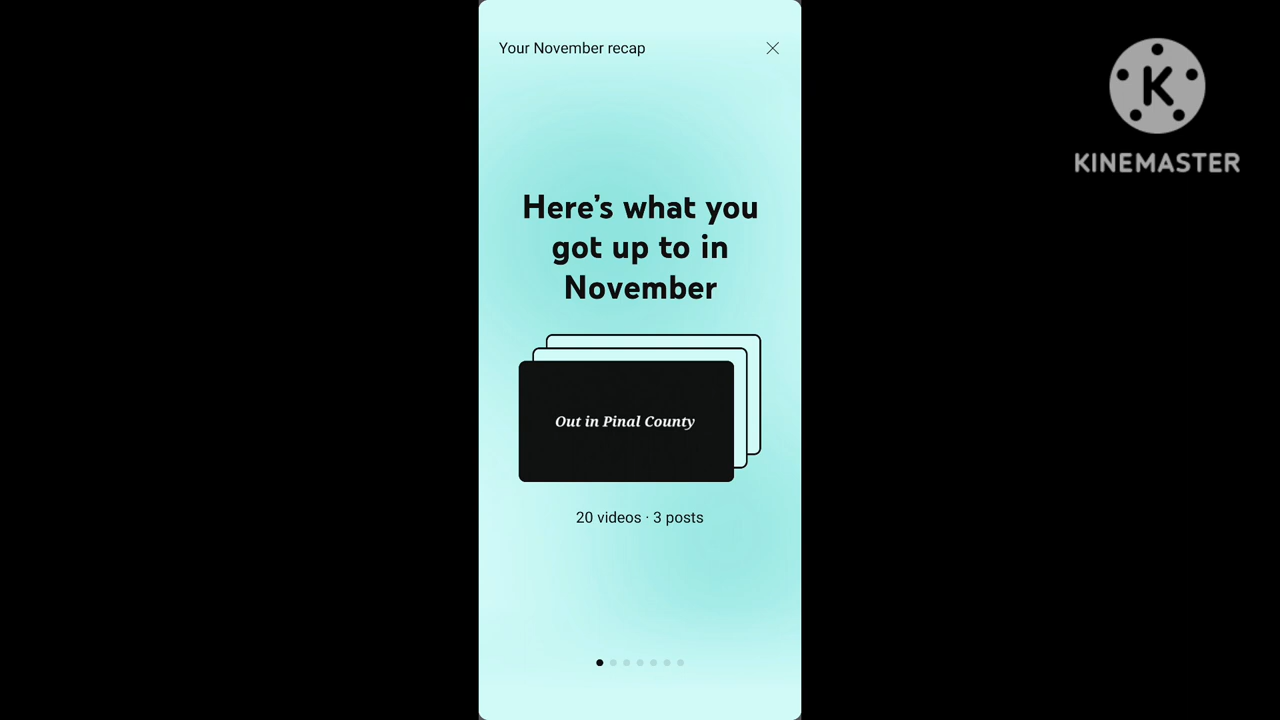 Your November recap
KINEMASTER
Here's what you
got up to in
November
Out in Pinal County
20 videos · 3 posts